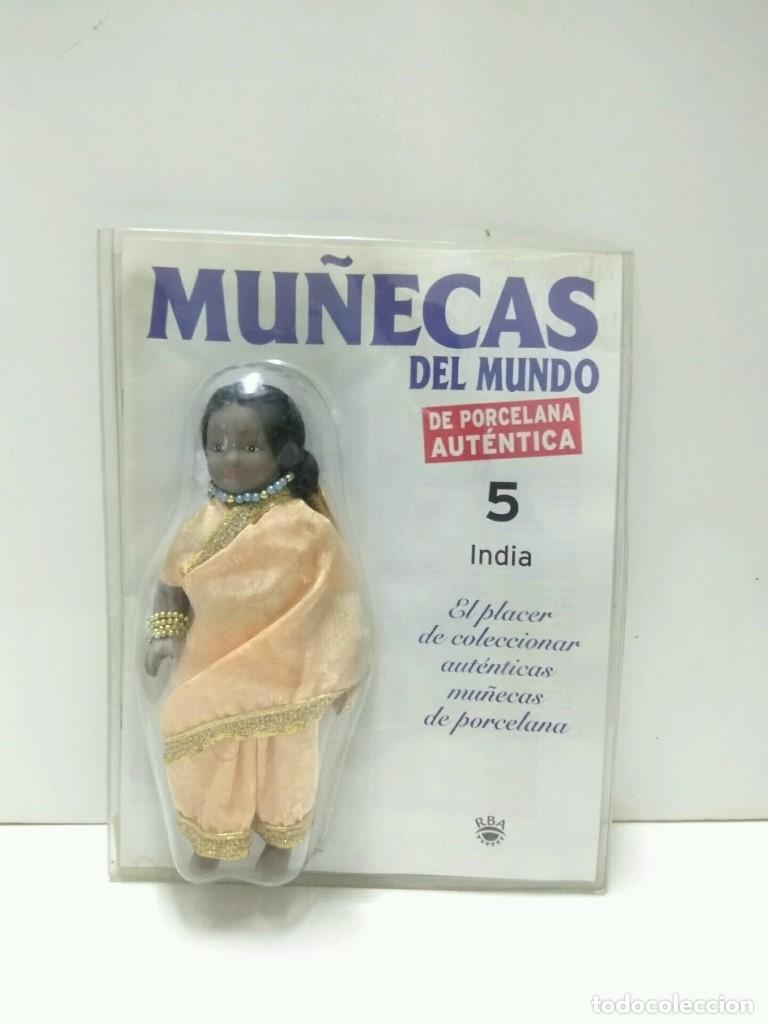 MUÑECAS
DEL MUNDO
DE PORCELANA
AUTÉNTICA
5
India
El placer
de coleccionar
auténticas
muñecas
de porcelana
RBA
todocoleccion